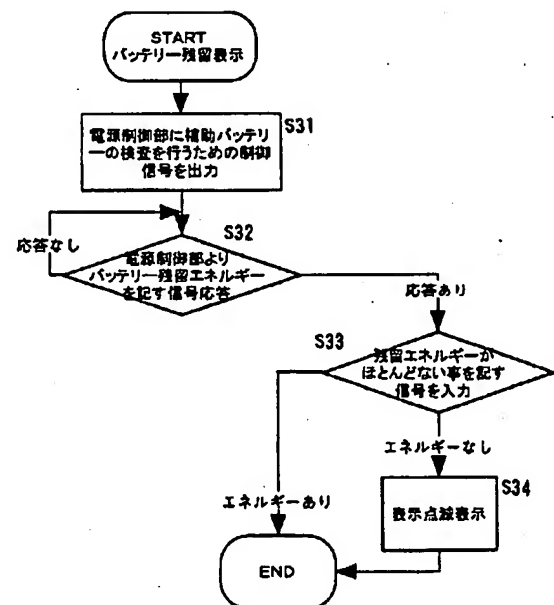 START
バッテリー残留表示
S31
電源制御部に補助バッテ
リーの検査を行うための制御
信号を出力
S32
応答なし
電源制御部より
バッテリー残留エネルギー
を記す信号応答
応答あり
S33
残留エネルギーが
ほとんどない事を記す
信号を入力
エネルギーなし
S34
エネルギーあり
表示点滅表示
END